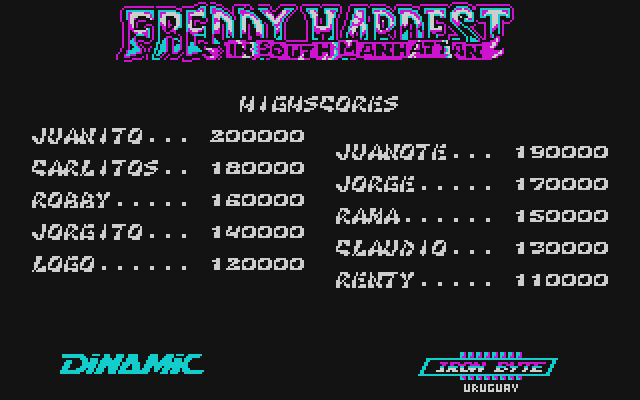 FREDDY HARDEST
IN SOUTH MANHATTAN
HIGHSCORES
JUANITO... 200000
JUANOTE... 190000
CARLITOS.. 180000
JORGE..... 170000
ROBBY..... 160000
RANA...... 150000
JORGITO... 140000
CLAUDIO... 130000
LOGO...... 120000
RENTY..... 110000
DINAMIC
IRON BYTE
URUGUAY